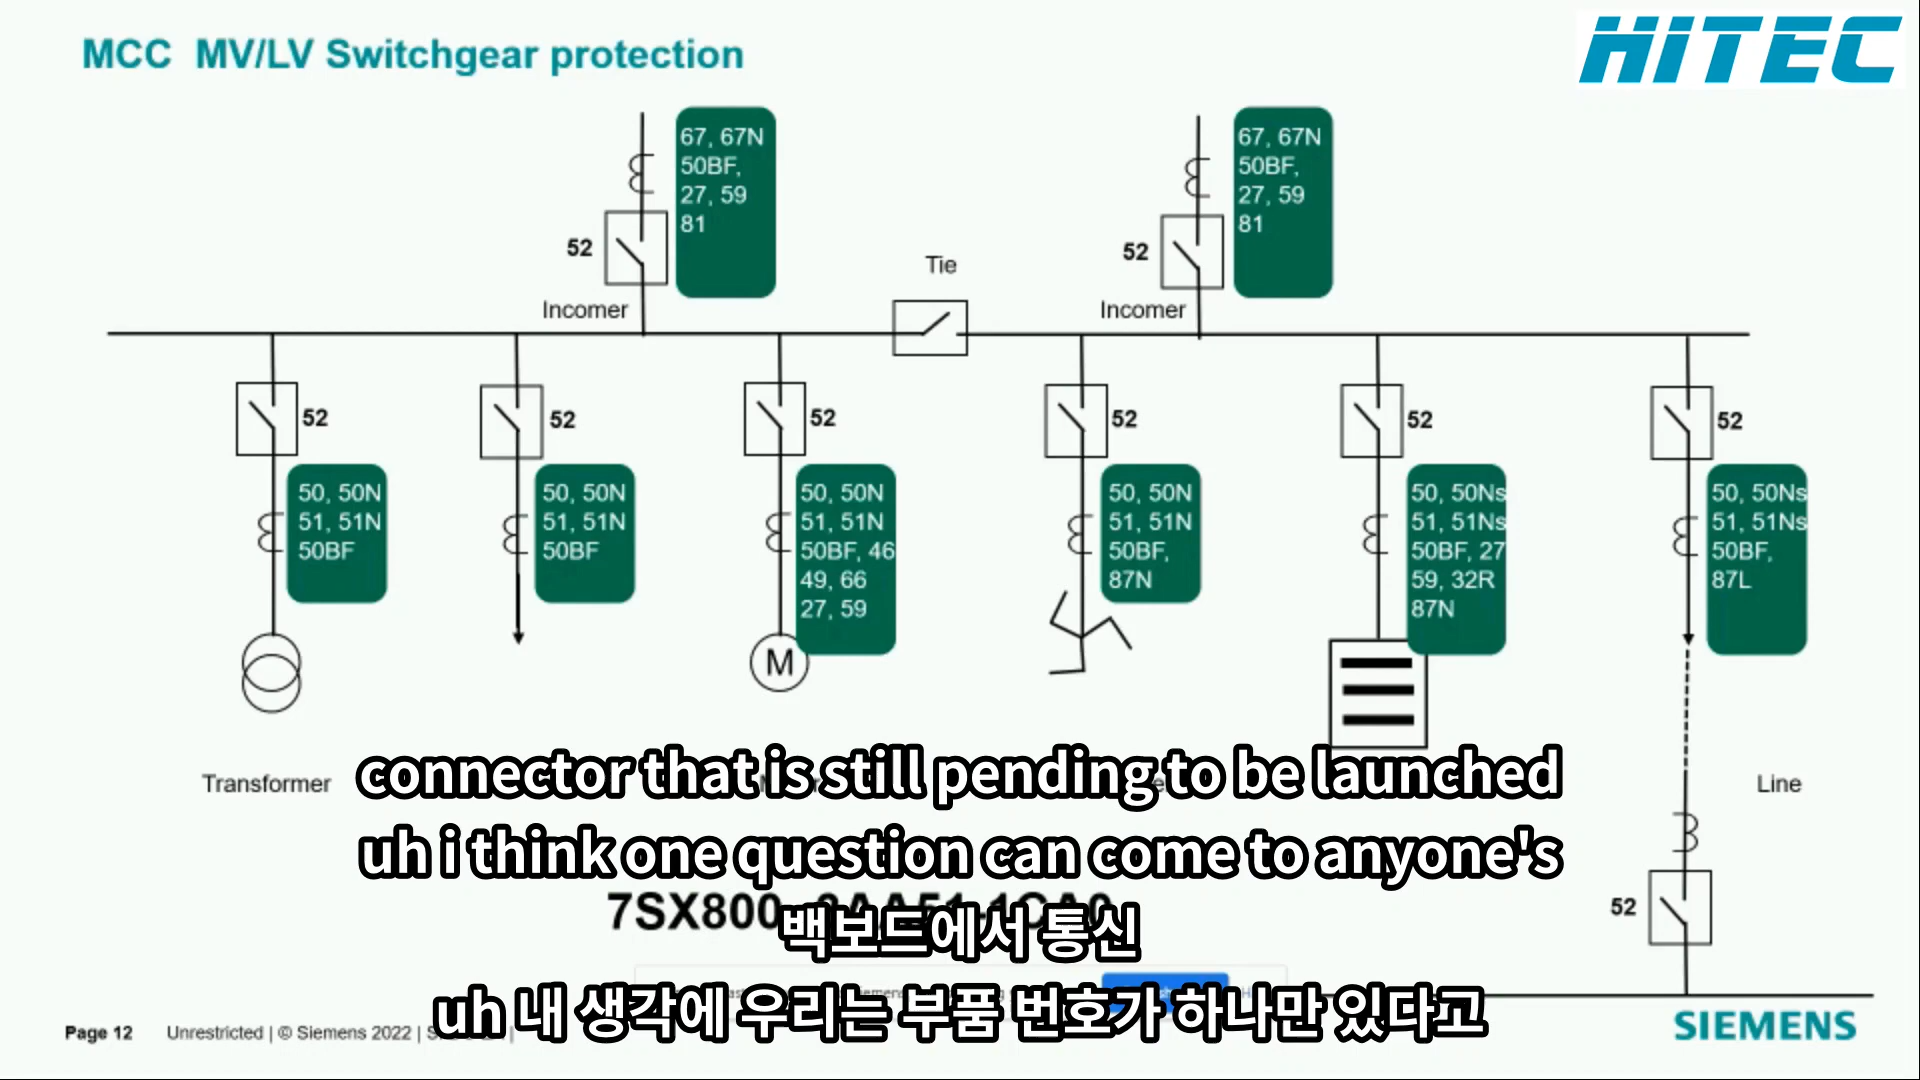 MCC MV/LV Switchgear protection
HITEC
67, 67N
50BF,
27, 59
81
52
Incomer
Tie
67, 67N
50BF,
27, 59
81
52
Incomer
52
50, 50N
51, 51N
50BF
52
50, 50N
51, 51N
50BF
52
50, 50N
51, 51N
50BF, 46
49, 66
27, 59
M
52
50, 50N
51, 51N
50BF,
87N
52
50, 50Ns
51, 51Ns
50BF, 27
59, 32R
87N
52
50, 50Ns
51, 51Ns
50BF,
87L
Transformer
Line
52
connector that is still pending to be launched
uh i think one question can come to anyone's
7SX800
백보드에서 통신
uh 내 생각에 우리는 부품 번호가 하나만 있다고
Page 12
Unrestricted | © Siemens 2022 |
SIEMENS